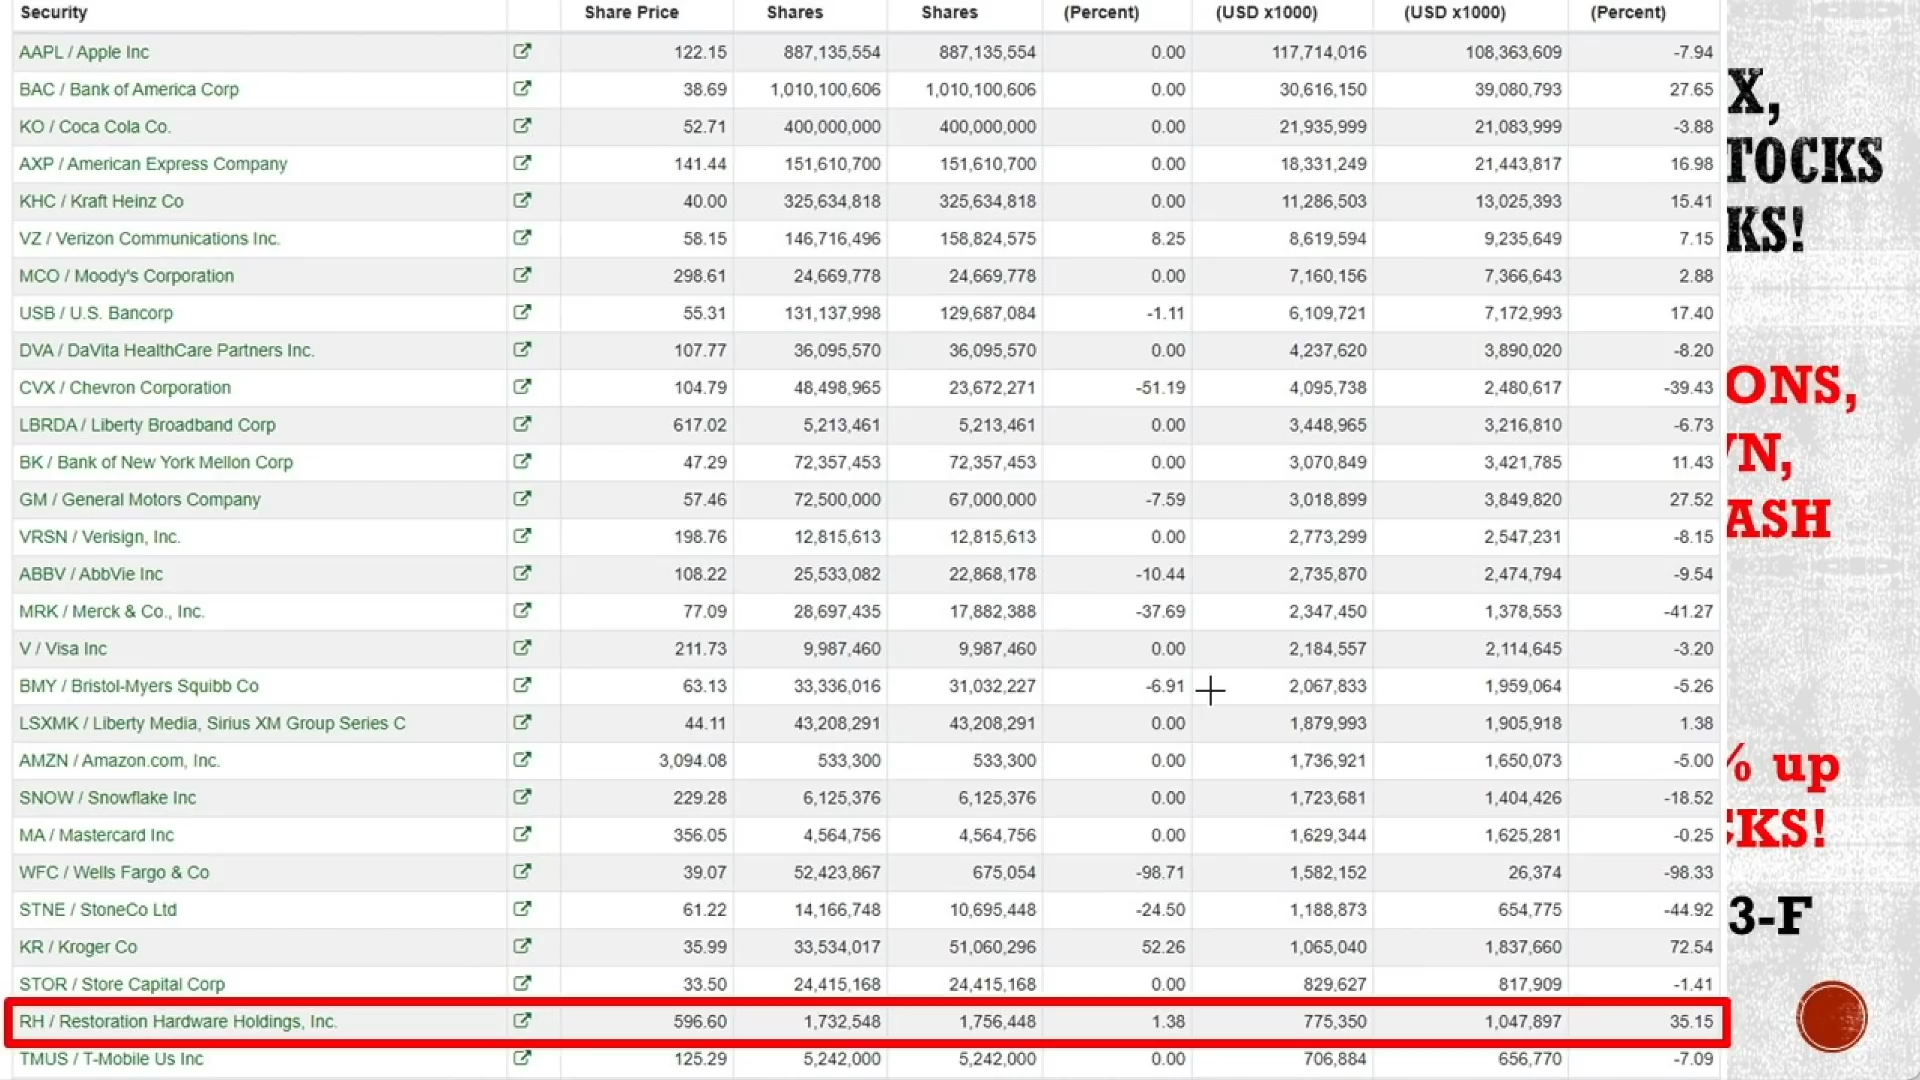 Security Share Price Shares Shares (Percent) (USD x1000) (USD x1000) (Percent)
AAPL / Apple Inc 122.15 887,135,554 887,135,554 0.00 117,714,016 108,363,609 -7.94
BAC / Bank of America Corp 38.69 1,010,100,606 1,010,100,606 0.00 30,616,150 39,080,793 27.65
KO / Coca Cola Co. 52.71 400,000,000 400,000,000 0.00 21,935,999 21,083,999 -3.88
AXP / American Express Company 141.44 151,610,700 151,610,700 0.00 18,331,249 21,443,817 16.98
KHC / Kraft Heinz Co 40.00 325,634,818 325,634,818 0.00 11,286,503 13,025,393 15.41
VZ / Verizon Communications Inc. 58.15 146,716,496 158,824,575 8.25 8,619,594 9,235,649 7.15
MCO / Moody's Corporation 298.61 24,669,778 24,669,778 0.00 7,160,156 7,366,643 2.88
USB / U.S. Bancorp 55.31 131,137,998 129,687,084 -1.11 6,109,721 7,172,993 17.40
DVA / DaVita HealthCare Partners Inc. 107.77 36,095,570 36,095,570 0.00 4,237,620 3,890,020 -8.20
CVX / Chevron Corporation 104.79 48,498,965 23,672,271 -51.19 4,095,738 2,480,617 -39.43
LBRDA / Liberty Broadband Corp 617.02 5,213,461 5,213,461 0.00 3,448,965 3,216,810 -6.73
BK / Bank of New York Mellon Corp 47.29 72,357,453 72,357,453 0.00 3,070,849 3,421,785 11.43
GM / General Motors Company 57.46 72,500,000 67,000,000 -7.59 3,018,899 3,849,820 27.52
VRSN / Verisign, Inc. 198.76 12,815,613 12,815,613 0.00 2,773,299 2,547,231 -8.15
ABBV / AbbVie Inc 108.22 25,533,082 22,868,178 -10.44 2,735,870 2,474,794 -9.54
MRK / Merck & Co., Inc. 77.09 28,697,435 17,882,388 -37.69 2,347,450 1,378,553 -41.27
V / Visa Inc 211.73 9,987,460 9,987,460 0.00 2,184,557 2,114,645 -3.20
BMY / Bristol-Myers Squibb Co 63.13 33,336,016 31,032,227 -6.91 2,067,833 1,959,064 -5.26
LSXMK / Liberty Media, Sirius XM Group Series C 44.11 43,208,291 43,208,291 0.00 1,879,993 1,905,918 1.38
AMZN / Amazon.com, Inc. 3,094.08 533,300 533,300 0.00 1,736,921 1,650,073 -5.00
SNOW / Snowflake Inc 229.28 6,125,376 6,125,376 0.00 1,723,681 1,404,426 -18.52
MA / Mastercard Inc 356.05 4,564,756 4,564,756 0.00 1,629,344 1,625,281 -0.25
WFC / Wells Fargo & Co 39.07 52,423,867 675,054 -98.71 1,582,152 26,374 -98.33
STNE / StoneCo Ltd 61.22 14,166,748 10,695,448 -24.50 1,188,873 654,775 -44.92
KR / Kroger Co 35.99 33,534,017 51,060,296 52.26 1,065,040 1,837,660 72.54
STOR / Store Capital Corp 33.50 24,415,168 24,415,168 0.00 829,627 817,909 -1.41
RH / Restoration Hardware Holdings, Inc. 596.60 1,732,548 1,756,448 1.38 775,350 1,047,897 35.15
TMUS / T-Mobile Us Inc 125.29 5,242,000 5,242,000 0.00 706,884 656,770 -7.09
X,
TOCKS
KS!
ONS,
N,
ASH
% up
CKS!
3-F